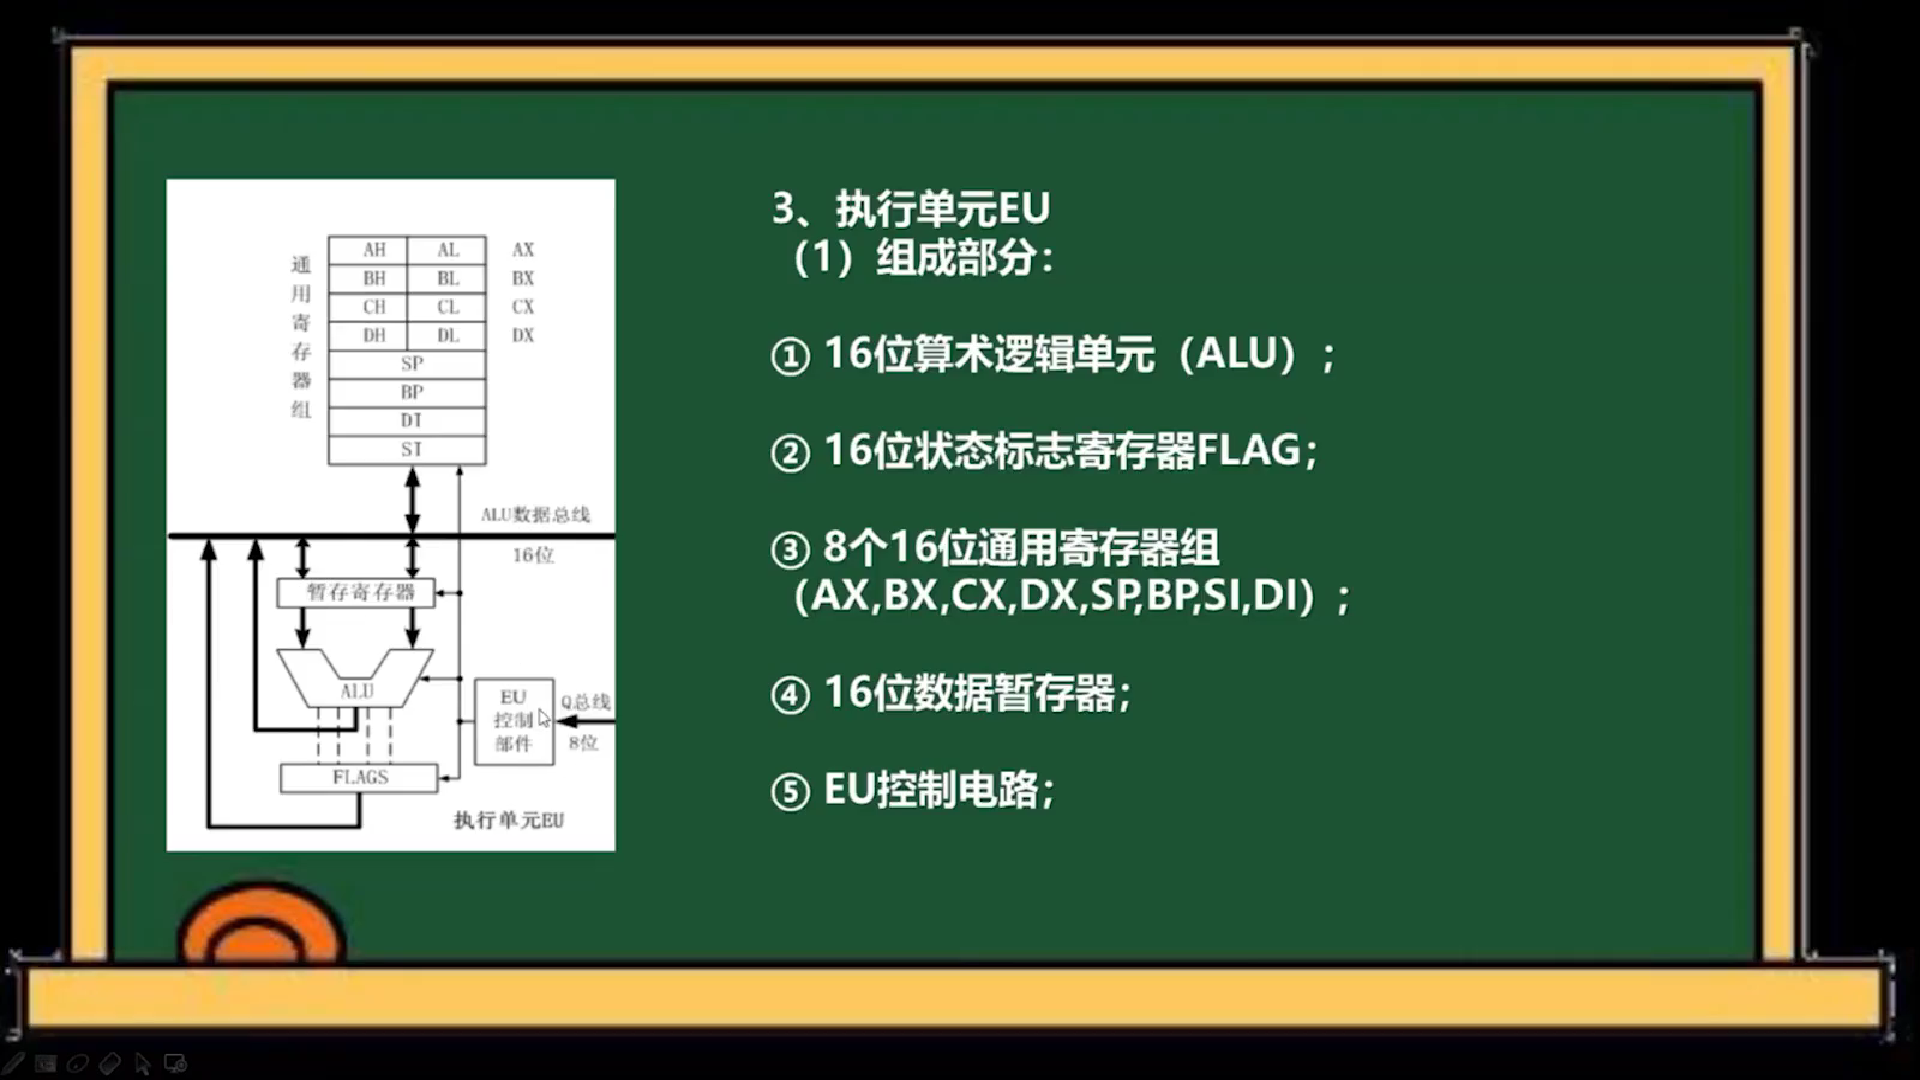 通用寄存器组
AH AL AX
BH BL BX
CH CL CX
DH DL DX
SP
BP
DI
SI
ALU数据总线
16位
暂存寄存器
ALU
EU
控制
部件
Q总线
8位
FLAGS
执行单元EU
3、执行单元EU
（1）组成部分：
① 16位算术逻辑单元（ALU）；
② 16位状态标志寄存器FLAG；
③ 8个16位通用寄存器组
（AX,BX,CX,DX,SP,BP,SI,DI）；
④ 16位数据暂存器；
⑤ EU控制电路；